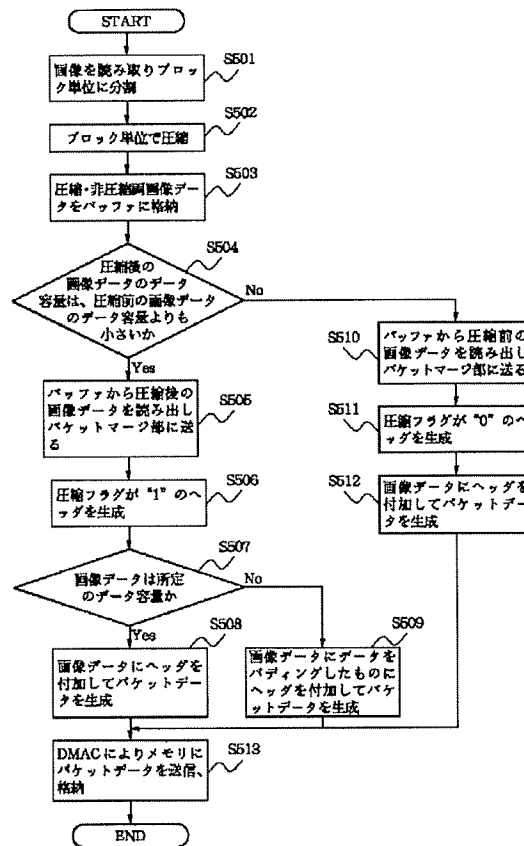 START
S501
画像を読み取りブロッ
ク単位に分割
S502
ブロック単位で圧縮
S503
圧縮・非圧縮両画像データ
をバッファに格納
S504
圧縮後の
画像データのデータ
容量は、圧縮前の画像データ
のデータ容量よりも
小さいか
No
Yes
S505
バッファから圧縮後の
画像データを読み出し
パケットマージ部に送
る
S506
圧縮フラグが“1”のヘ
ッダを生成
S507
画像データは所定
のデータ容量か
No
Yes
S508
画像データにヘッダを
付加してパケットデー
タを生成
S509
画像データにデータを
パディングしたものに
ヘッダを付加してパケ
ットデータを生成
S510
バッファから圧縮前の
画像データを読み出し
パケットマージ部に送る
S511
圧縮フラグが“0”のヘ
ッダを生成
S512
画像データにヘッダを
付加してパケットデー
タを生成
S513
DMACによりメモリに
パケットデータを送信、
格納
END